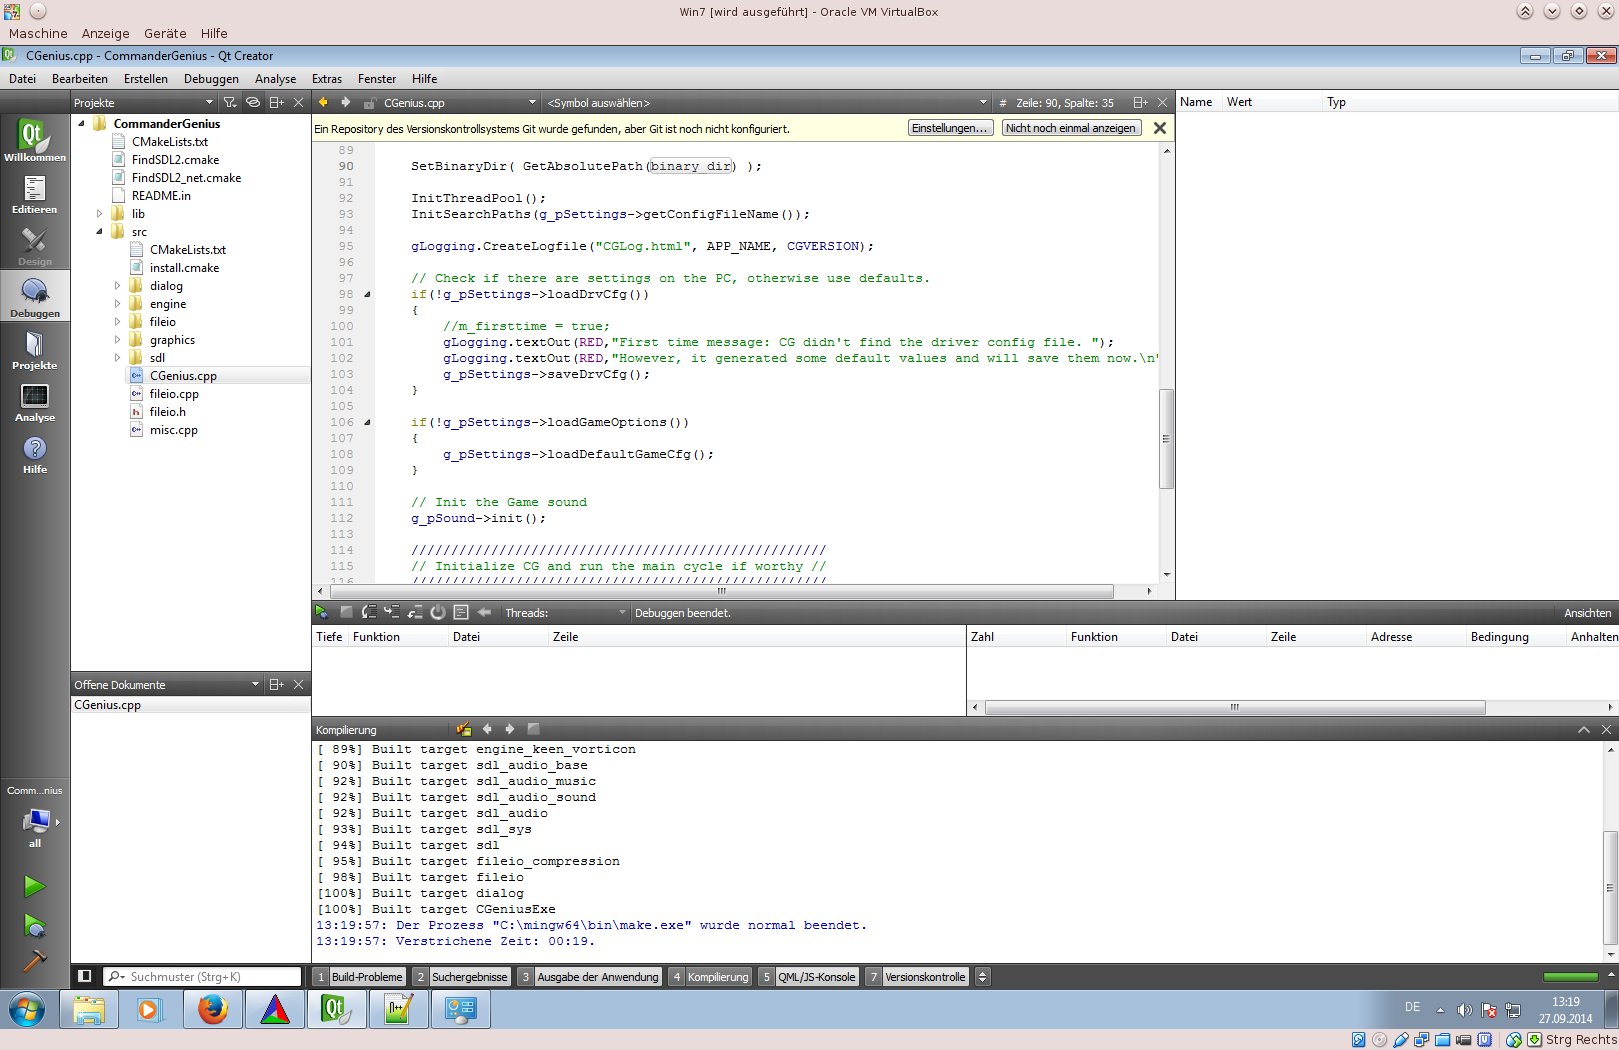 Win7 [wird ausgeführt] - Oracle VM VirtualBox
Maschine Anzeige Geräte Hilfe
CGenius.cpp - CommanderGenius - Qt Creator
Datei Bearbeiten Erstellen Debuggen Analyse Extras Fenster Hilfe
Projekte
CGenius.cpp
<Symbol auswählen>
# Zeile: 90, Spalte: 35
Name Wert Typ
Ein Repository des Versionskontrollsystems Git wurde gefunden, aber Git ist noch nicht konfiguriert. Einstellungen... Nicht noch einmal anzeigen
Willkommen
Editieren
Design
Debuggen
Projekte
Analyse
Hilfe
Comm...nius
all
CommanderGenius
CMakeLists.txt
FindSDL2.cmake
FindSDL2_net.cmake
README.in
lib
src
CMakeLists.txt
install.cmake
dialog
engine
fileio
graphics
sdl
CGenius.cpp
fileio.cpp
fileio.h
misc.cpp
Offene Dokumente
CGenius.cpp
89
90 SetBinaryDir( GetAbsolutePath(binary_dir) );
91
92 InitThreadPool();
93 InitSearchPaths(g_pSettings->getConfigFileName());
94
95 gLogging.CreateLogfile("CGLog.html", APP_NAME, CGVERSION);
96
97 // Check if there are settings on the PC, otherwise use defaults.
98 if(!g_pSettings->loadDrvCfg())
99 {
100 //m_firsttime = true;
101 gLogging.textOut(RED,"First time message: CG didn't find the driver config file. ");
102 gLogging.textOut(RED,"However, it generated some default values and will save them now.\n"
103 g_pSettings->saveDrvCfg();
104 }
105
106 if(!g_pSettings->loadGameOptions())
107 {
108 g_pSettings->loadDefaultGameCfg();
109 }
110
111 // Init the Game sound
112 g_pSound->init();
113
114 ////////////////////////////////////////////////////
115 // Initialize CG and run the main cycle if worthy //
116 ////////////////////////////////////////////////////
Threads: Debuggen beendet. Ansichten
Tiefe Funktion Datei Zeile
Zahl Funktion Datei Zeile Adresse Bedingung Anhalten
Kompilierung
[ 89%] Built target engine_keen_vorticon
[ 90%] Built target sdl_audio_base
[ 92%] Built target sdl_audio_music
[ 92%] Built target sdl_audio_sound
[ 92%] Built target sdl_audio
[ 93%] Built target sdl_sys
[ 94%] Built target sdl
[ 95%] Built target fileio_compression
[ 98%] Built target fileio
[100%] Built target dialog
[100%] Built target CGeniusExe
13:19:57: Der Prozess "C:\mingw64\bin\make.exe" wurde normal beendet.
13:19:57: Verstrichene Zeit: 00:19.
Suchmuster (Strg+K)
1 Build-Probleme 2 Suchergebnisse 3 Ausgabe der Anwendung 4 Kompilierung 5 QML/JS-Konsole 7 Versionskontrolle
DE
13:19
27.09.2014
Strg Rechts